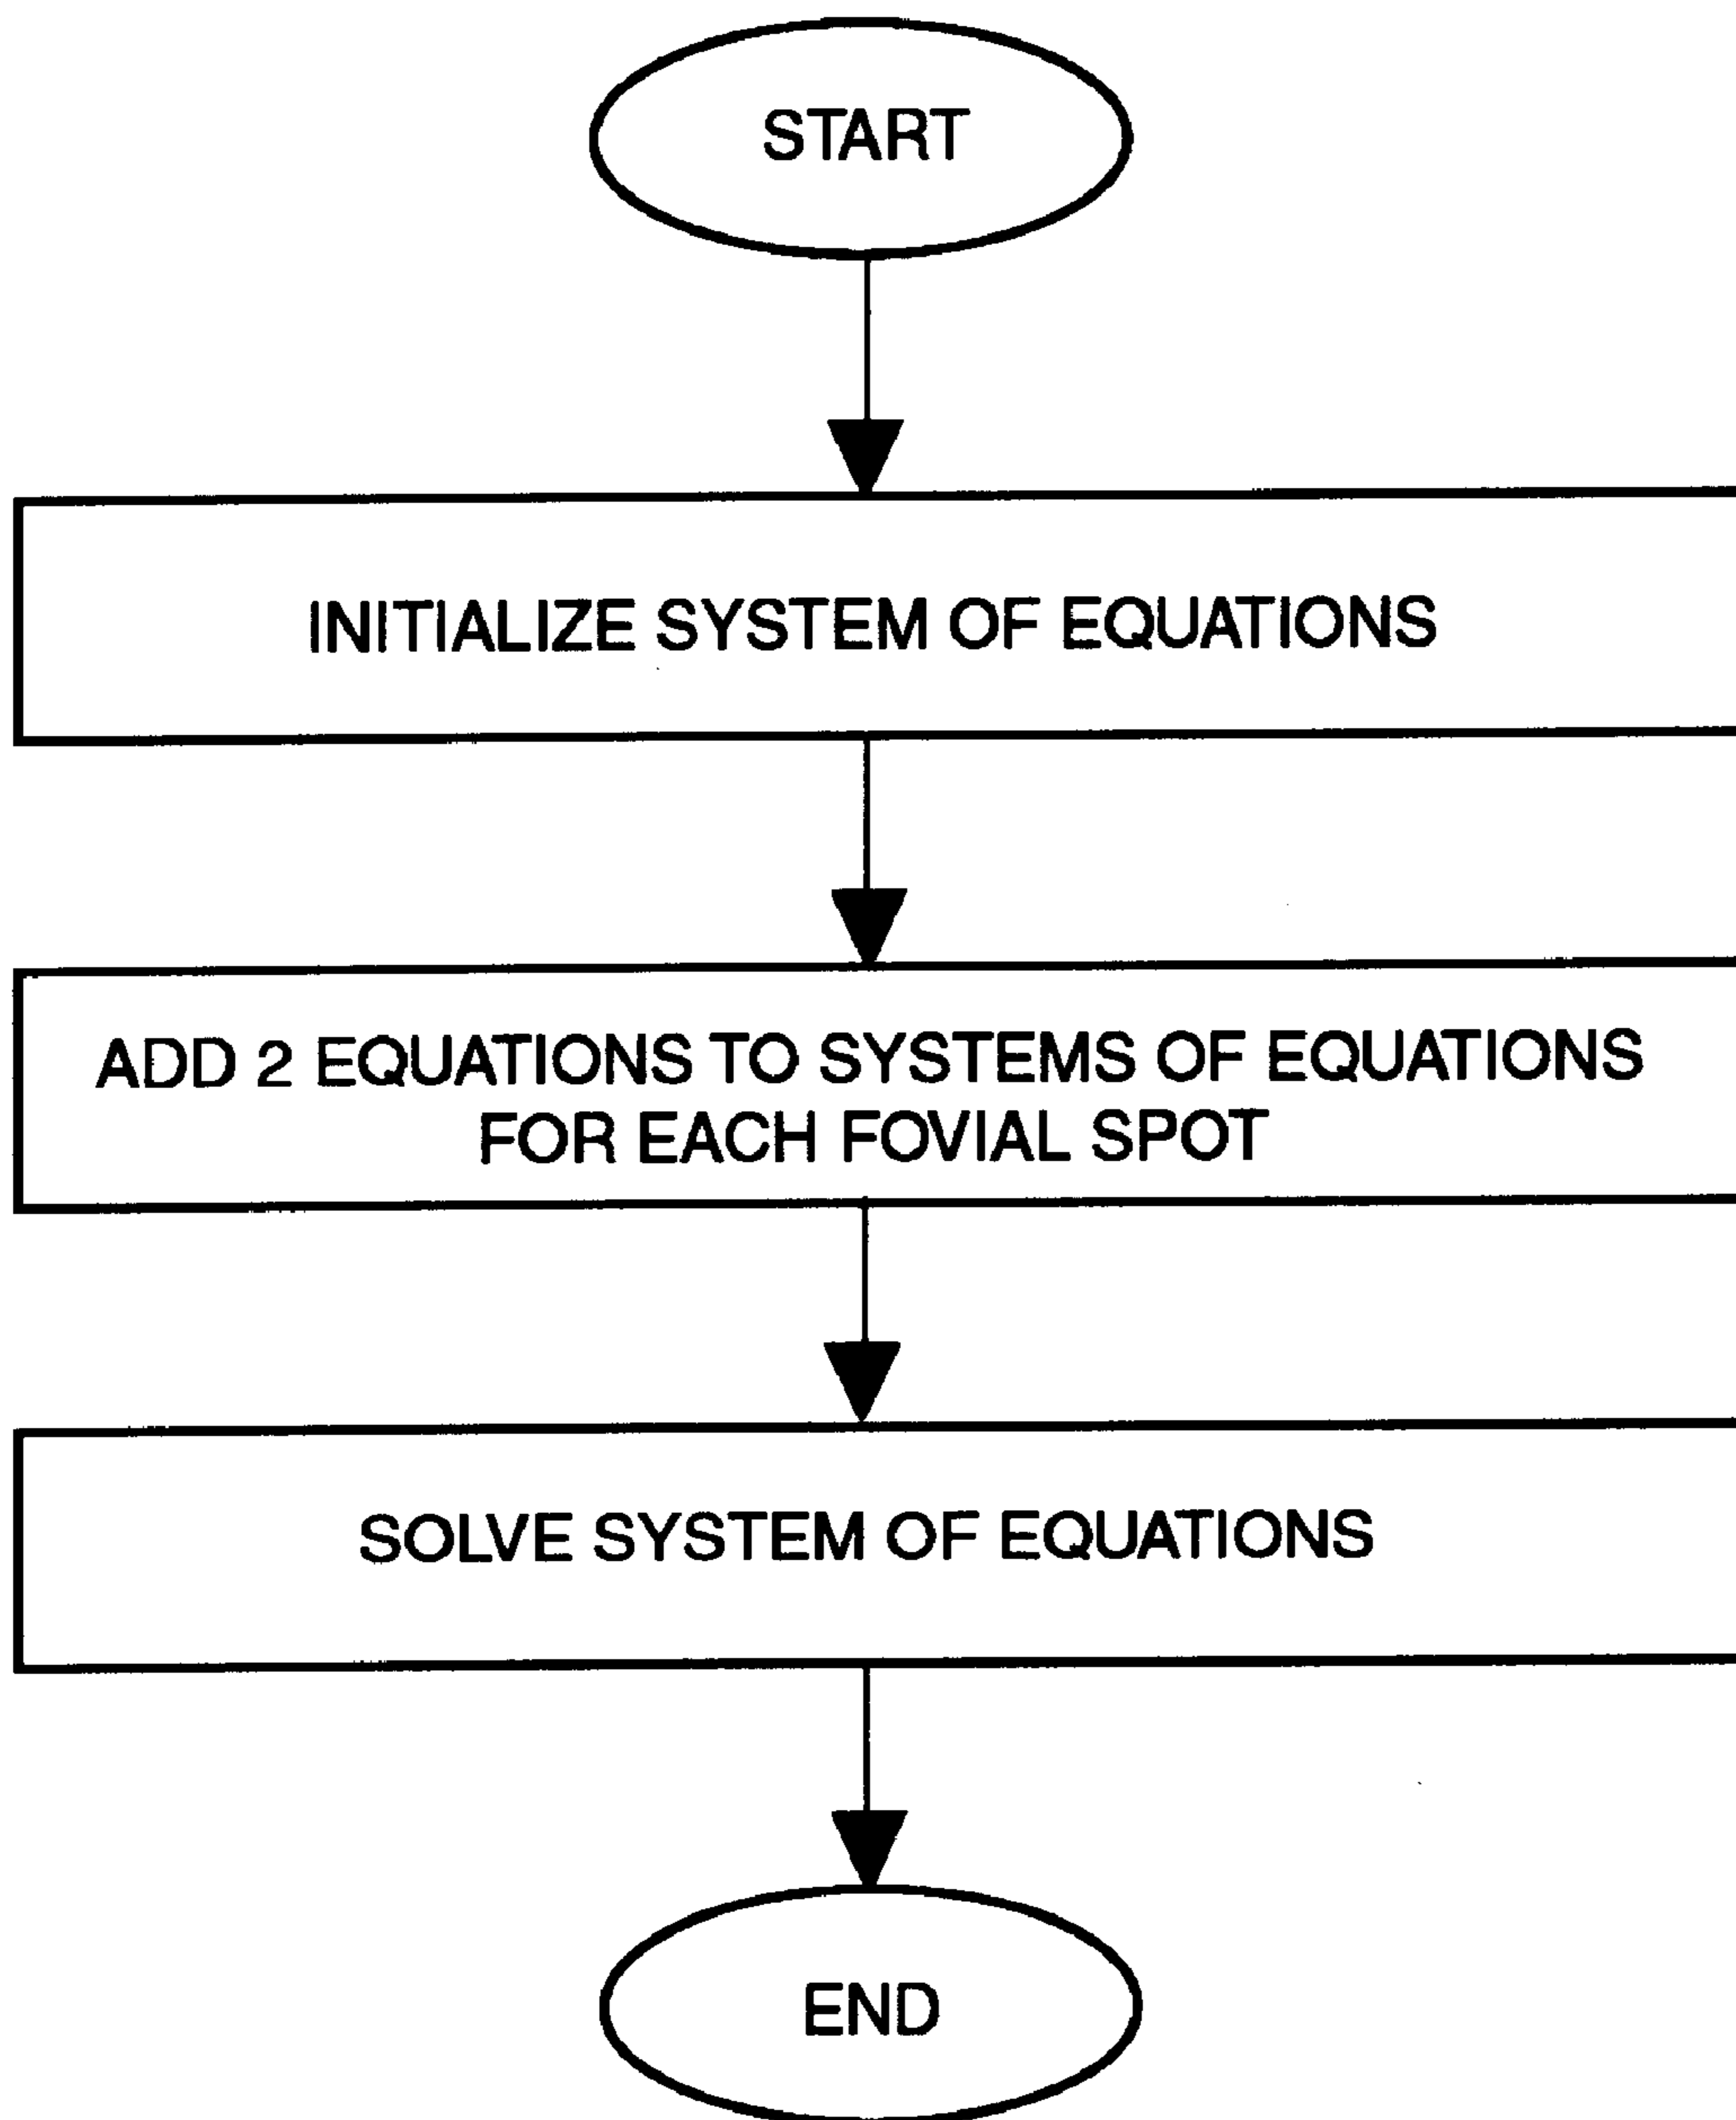 START
INITIALIZE SYSTEM OF EQUATIONS
ADD 2 EQUATIONS TO SYSTEMS OF EQUATIONS
FOR EACH FOVIAL SPOT
SOLVE SYSTEM OF EQUATIONS
END